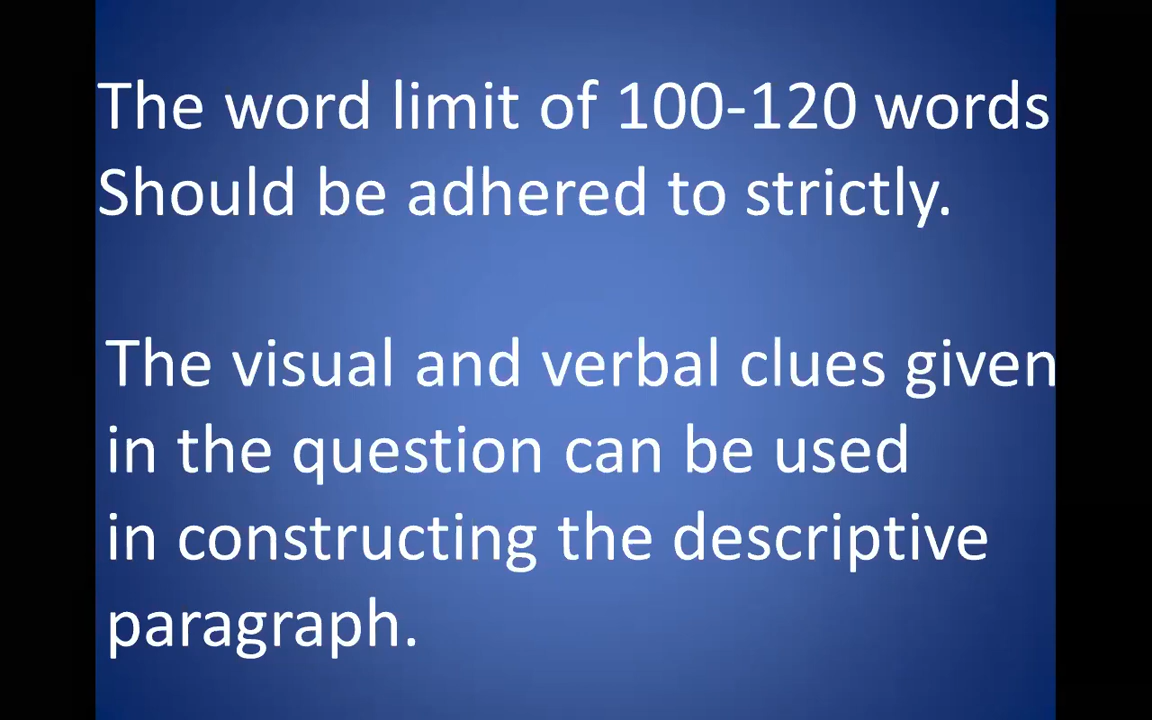 The word limit of 100-120 words
Should be adhered to strictly.
The visual and verbal clues given
in the question can be used
in constructing the descriptive
paragraph.